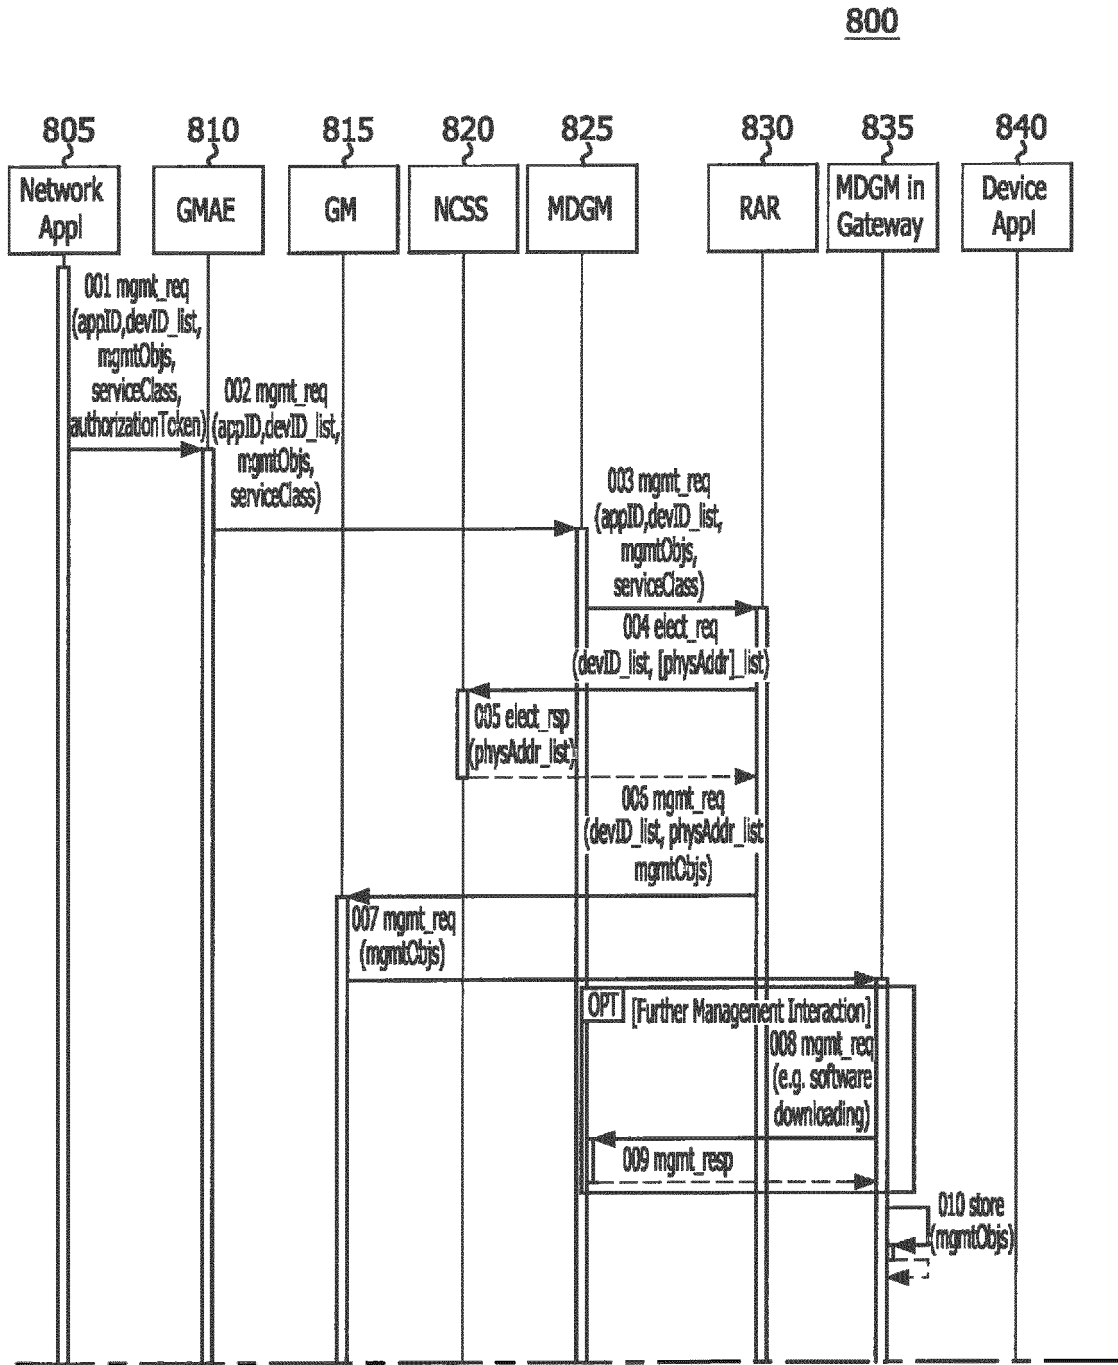 800
805
810
815
820
825
830
835
840
Network
Appl
GMAE
GM
NCSS
MDGM
RAR
MDGM in
Gateway
Device
Appl
001 mgmt_req
(appID,devID_list,
mgmtObjs,
serviceClass,
authorizationToken)
002 mgmt_req
(appID,devID_list,
mgmtObjs,
serviceClass)
003 mgmt_req
(appID,devID_list,
mgmtObjs,
serviceClass)
004 elect_req
(devID_list, [physAddr]_list)
005 elect_rsp
(physAddr_list)
006 mgmt_req
(devID_list, physAddr_list
mgmtObjs)
007 mgmt_req
(mgmtObjs)
OPT
[Further Management Interaction]
008 mgmt_req
(e.g. software
downloading)
009 mgmt_resp
010 store
(mgmtObjs)